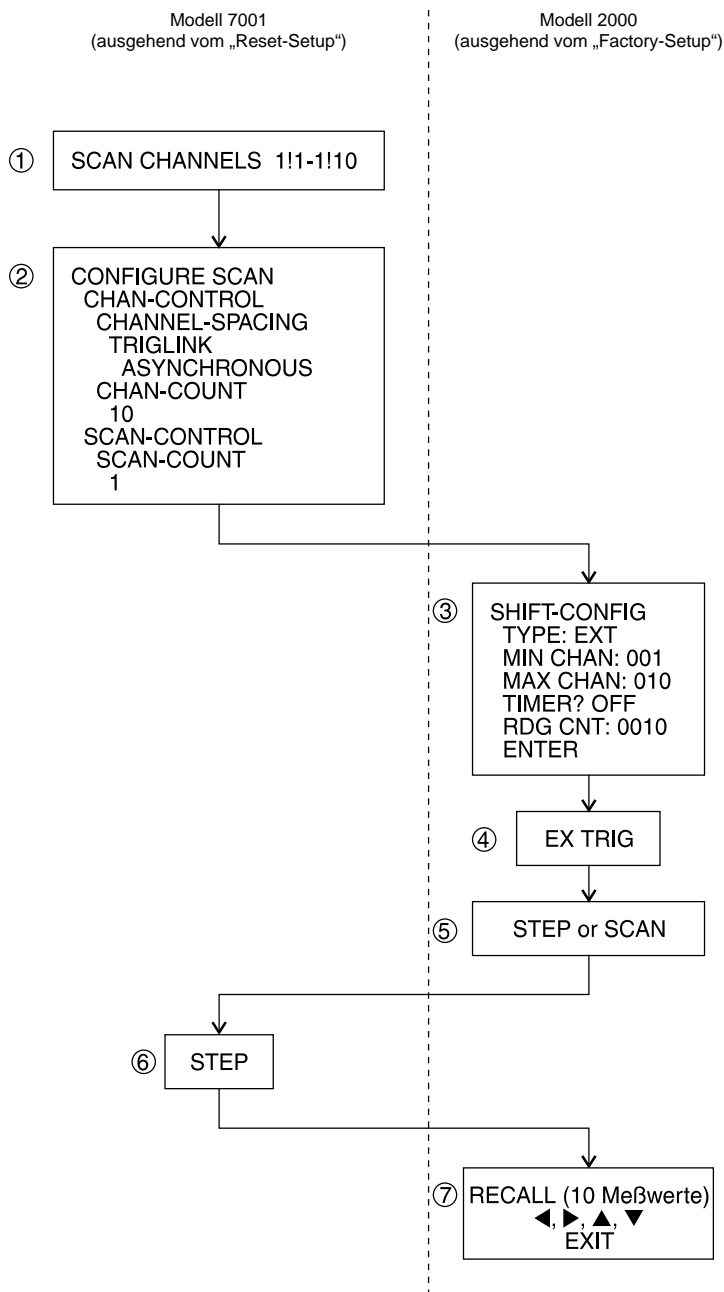 Modell 7001
(ausgehend vom „Reset-Setup“)
Modell 2000
(ausgehend vom „Factory-Setup“)
① SCAN CHANNELS 1!1-1!10
② CONFIGURE SCAN
CHAN-CONTROL
CHANNEL-SPACING
TRIGLINK
ASYNCHRONOUS
CHAN-COUNT
10
SCAN-CONTROL
SCAN-COUNT
1
③ SHIFT-CONFIG
TYPE: EXT
MIN CHAN: 001
MAX CHAN: 010
TIMER? OFF
RDG CNT: 0010
ENTER
④ EX TRIG
⑤ STEP or SCAN
⑥ STEP
⑦ RECALL (10 Meßwerte)
◀, ▶, ▲, ▼
EXIT